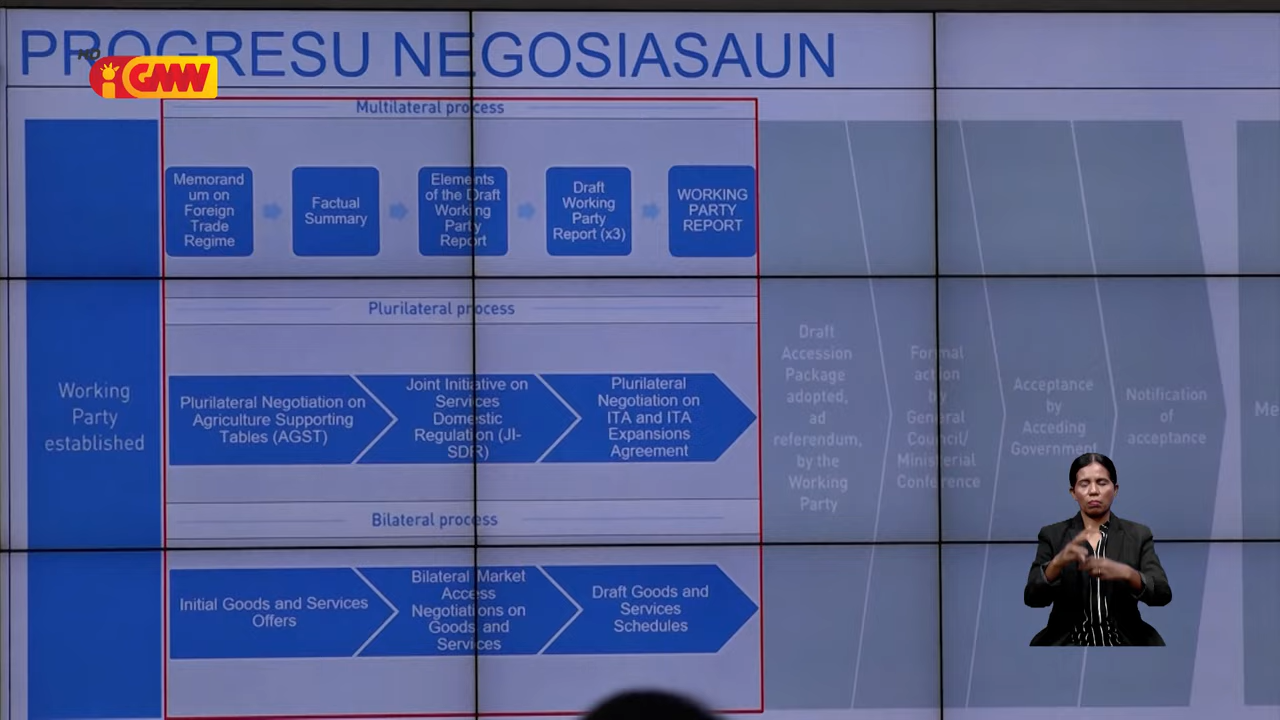 PROGRESU NEGOSIASAUN
GMN
Multilateral process
Memorand
um on
Foreign
Trade
Regime
Factual
Summary
Elements
of the Draft
Working
Party
Report
Draft
Working
Party
Report (x3)
WORKING
PARTY
REPORT
Working
Party
established
Plurilateral process
Plurilateral Negotiation on
Agriculture Supporting
Tables (AGST)
Joint Initiative on
Services
Domestic
Regulation (JI-
SDR)
Plurilateral
Negotiation on
ITA and ITA
Expansions
Agreement
Bilateral process
Initial Goods and Services
Offers
Bilateral Market
Access
Negotiations on
Goods and
Services
Draft Goods and
Services
Schedules
Draft
Accession
Package
adopted,
ad
referendum,
by the
Working
Party
Formal
action
by
General
Council/
Ministerial
Conference
Acceptance
by
Acceding
Government
Notification
of
acceptance
Me